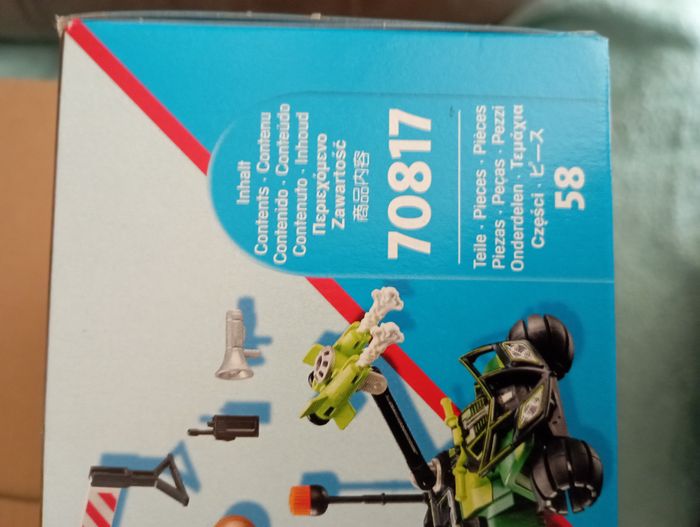 Inhalt
Contents · Contenu
Contenido · Conteúdo
Contenuto · Inhoud
Περιεχόμενο
Zawartość
商品内容
70817
Teile · Pieces · Pièces
Piezas · Peças · Pezzi
Onderdelen · Τεμάχια
Części · ピース
58